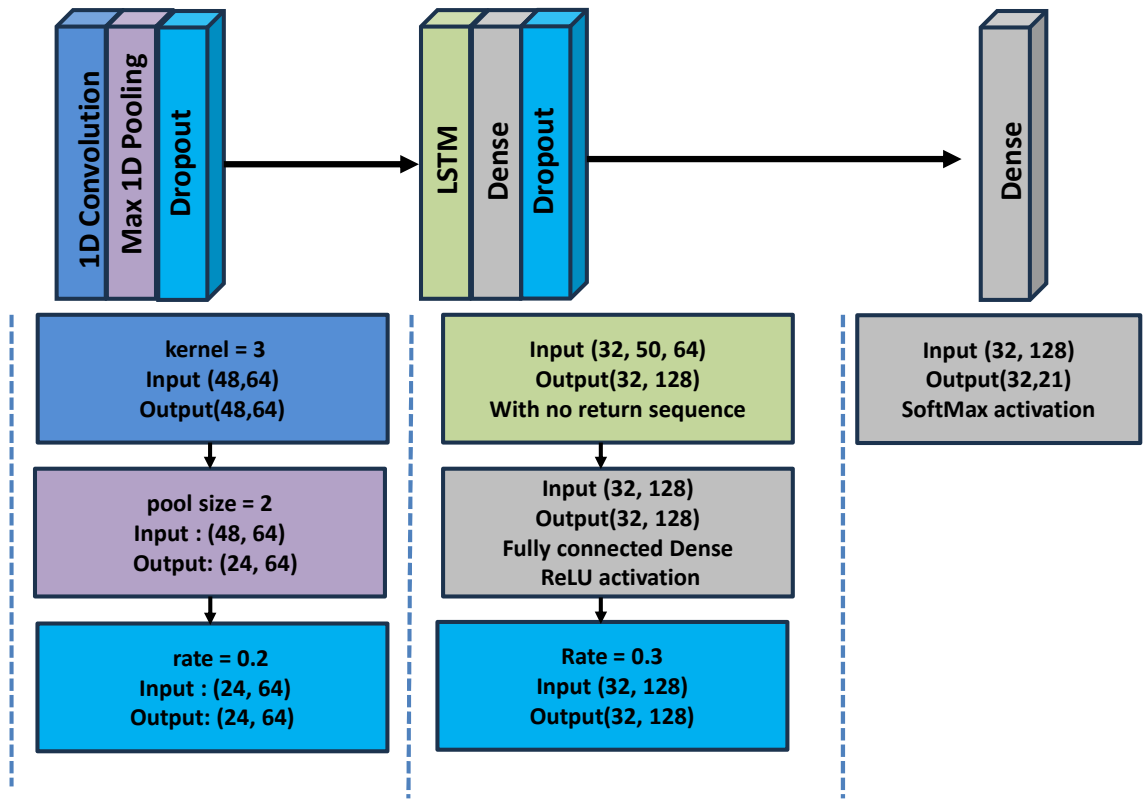 1D Convolution
Max 1D Pooling
Dropout
LSTM
Dense
Dropout
Dense
kernel = 3
Input (48,64)
Output(48,64)
pool size = 2
Input : (48, 64)
Output: (24, 64)
rate = 0.2
Input : (24, 64)
Output: (24, 64)
Input (32, 50, 64)
Output(32, 128)
With no return sequence
Input (32, 128)
Output(32, 128)
Fully connected Dense
ReLU activation
Rate = 0.3
Input (32, 128)
Output(32, 128)
Input (32, 128)
Output(32,21)
SoftMax activation